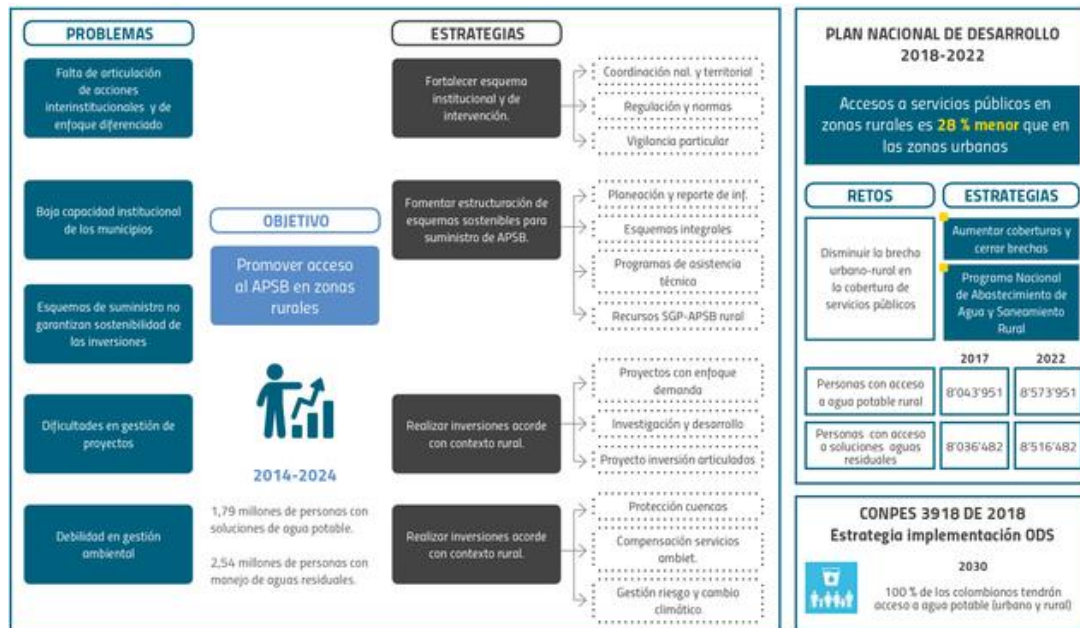 PROBLEMAS
Falta de articulación
de acciones
interinstitucionales y de
enfoque diferenciado
Baja capacidad institucional
de los municipios
Esquemas de suministro no
garantizan sostenibilidad de
las inversiones
Dificultades en gestión de
proyectos
Debilidad en gestión
ambiental
OBJETIVO
Promover acceso
al APSB en zonas
rurales
2014-2024
1,79 millones de personas con
soluciones de agua potable.
2,54 millones de personas con
manejo de aguas residuales.
ESTRATEGIAS
Fortalecer esquema
institucional y de
intervención.
Coordinación nal. y territorial
Regulación y normas
Vigilancia particular
Fomentar estructuración de
esquemas sostenibles para
suministro de APSB.
Planeación y reporte de inf.
Esquemas integrales
Programas de asistencia
técnica
Recursos SGP-APSB rural
Realizar inversiones acorde
con contexto rural.
Proyectos con enfoque
demanda
Investigación y desarrollo
Proyecto inversión articulados
Realizar inversiones acorde
con contexto rural.
Protección cuencas
Compensación servicios
ambiet.
Gestión riesgo y cambio
climático.
PLAN NACIONAL DE DESARROLLO
2018-2022
Accesos a servicios públicos en
zonas rurales es 28 % menor que en
las zonas urbanas
RETOS
Disminuir la brecha
urbano-rural en
la cobertura de
servicios públicos
ESTRATEGIAS
Aumentar coberturas y
cerrar brechas
Programa Nacional
de Abastecimiento de
Agua y Saneamiento
Rural
2017 2022
Personas con acceso
a agua potable rural
8'043'951 8'573'951
Personas con acceso
a soluciones aguas
residuales
8'036'482 8'516'482
CONPES 3918 DE 2018
Estrategia implementación ODS
2030
100 % de los colombianos tendrán
acceso a agua potable (urbano y rural)